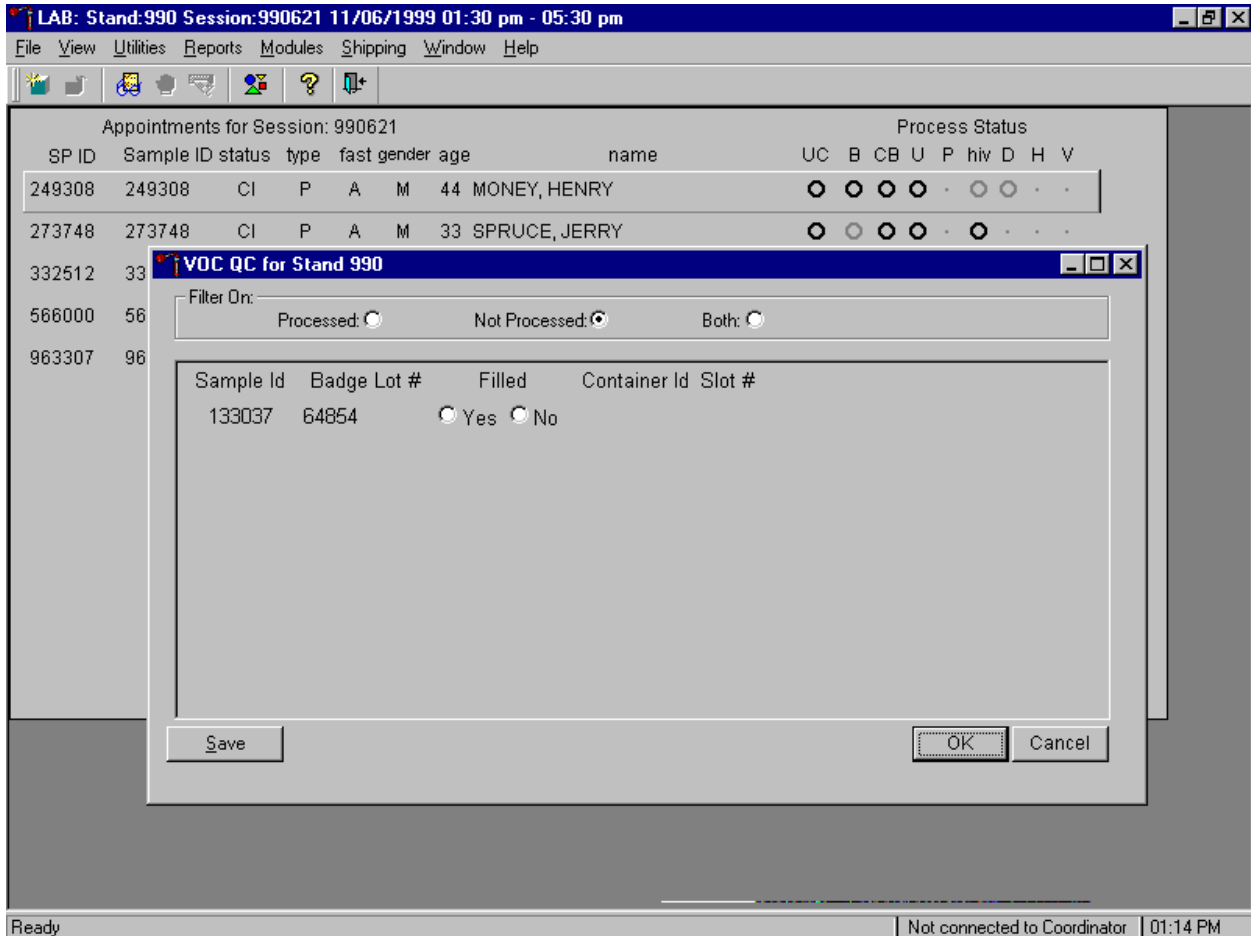 LAB: Stand:990 Session:990621 11/06/1999 01:30 pm - 05:30 pm
File View Utilities Reports Modules Shipping Window Help
Appointments for Session: 990621 Process Status
SP ID Sample ID status type fast gender age name UC B CB U P hiv D H V
249308 249308 CI P A M 44 MONEY, HENRY
273748 273748 CI P A M 33 SPRUCE, JERRY
332512 33
566000 56
963307 96
VOC QC for Stand 990
Filter On:
Processed: Not Processed: Both:
Sample Id Badge Lot # Filled Container Id Slot #
133037 64854 Yes No
Save OK Cancel
Ready Not connected to Coordinator 01:14 PM